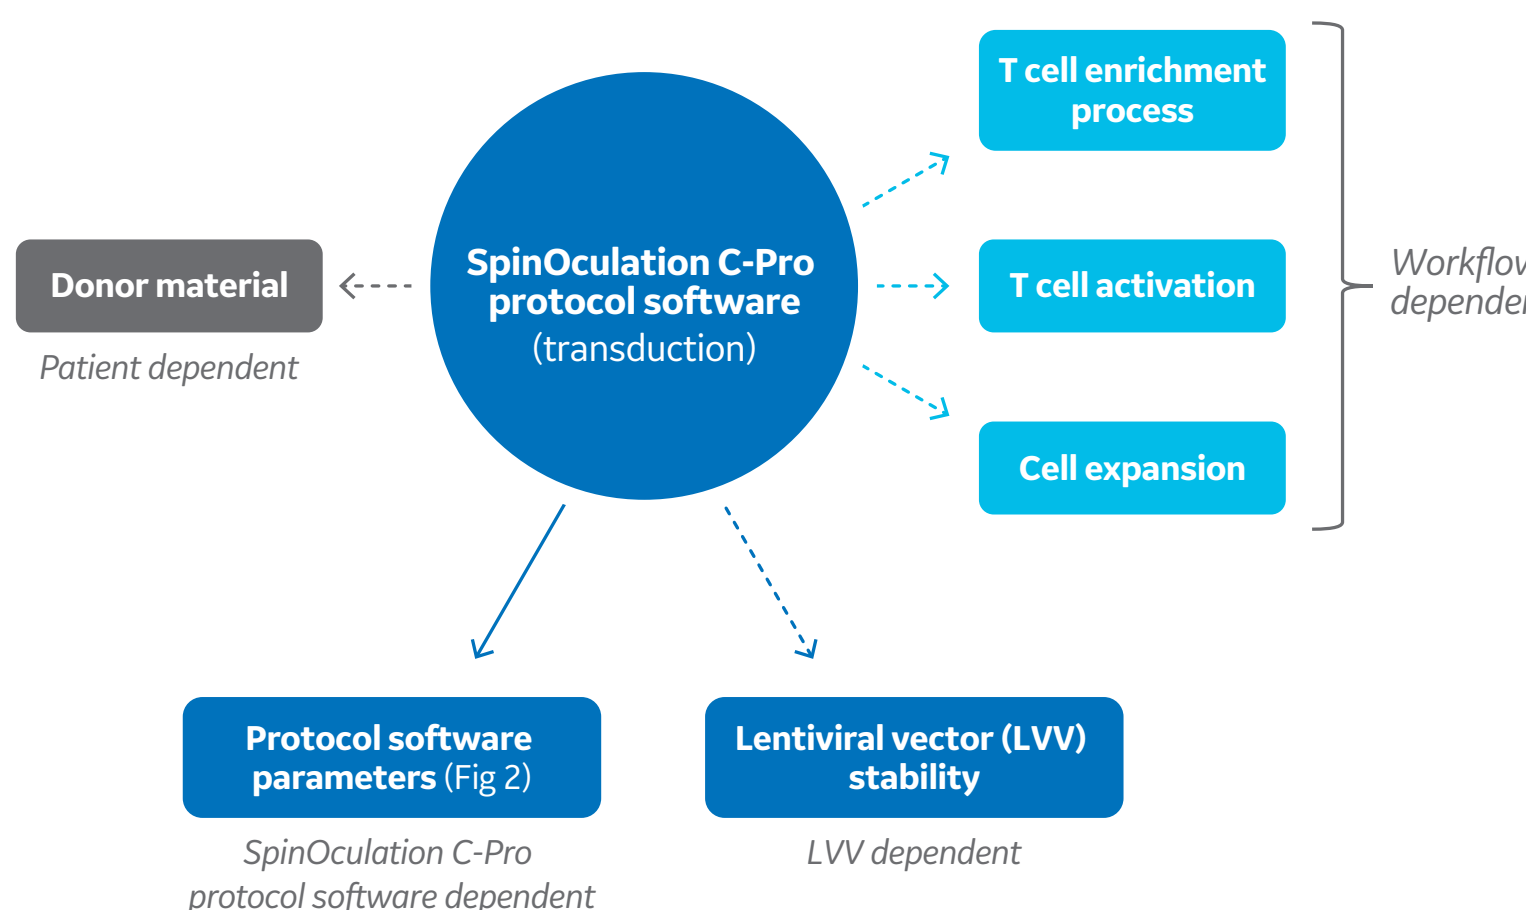 T cell enrichment
process
SpinOculation C-Pro
protocol software
(transduction)
Donor material
Patient dependent
T cell activation
Cell expansion
Protocol software
parameters (Fig 2)
SpinOculation C-Pro
protocol software dependent
Lentiviral vector (LVV)
stability
LVV dependent